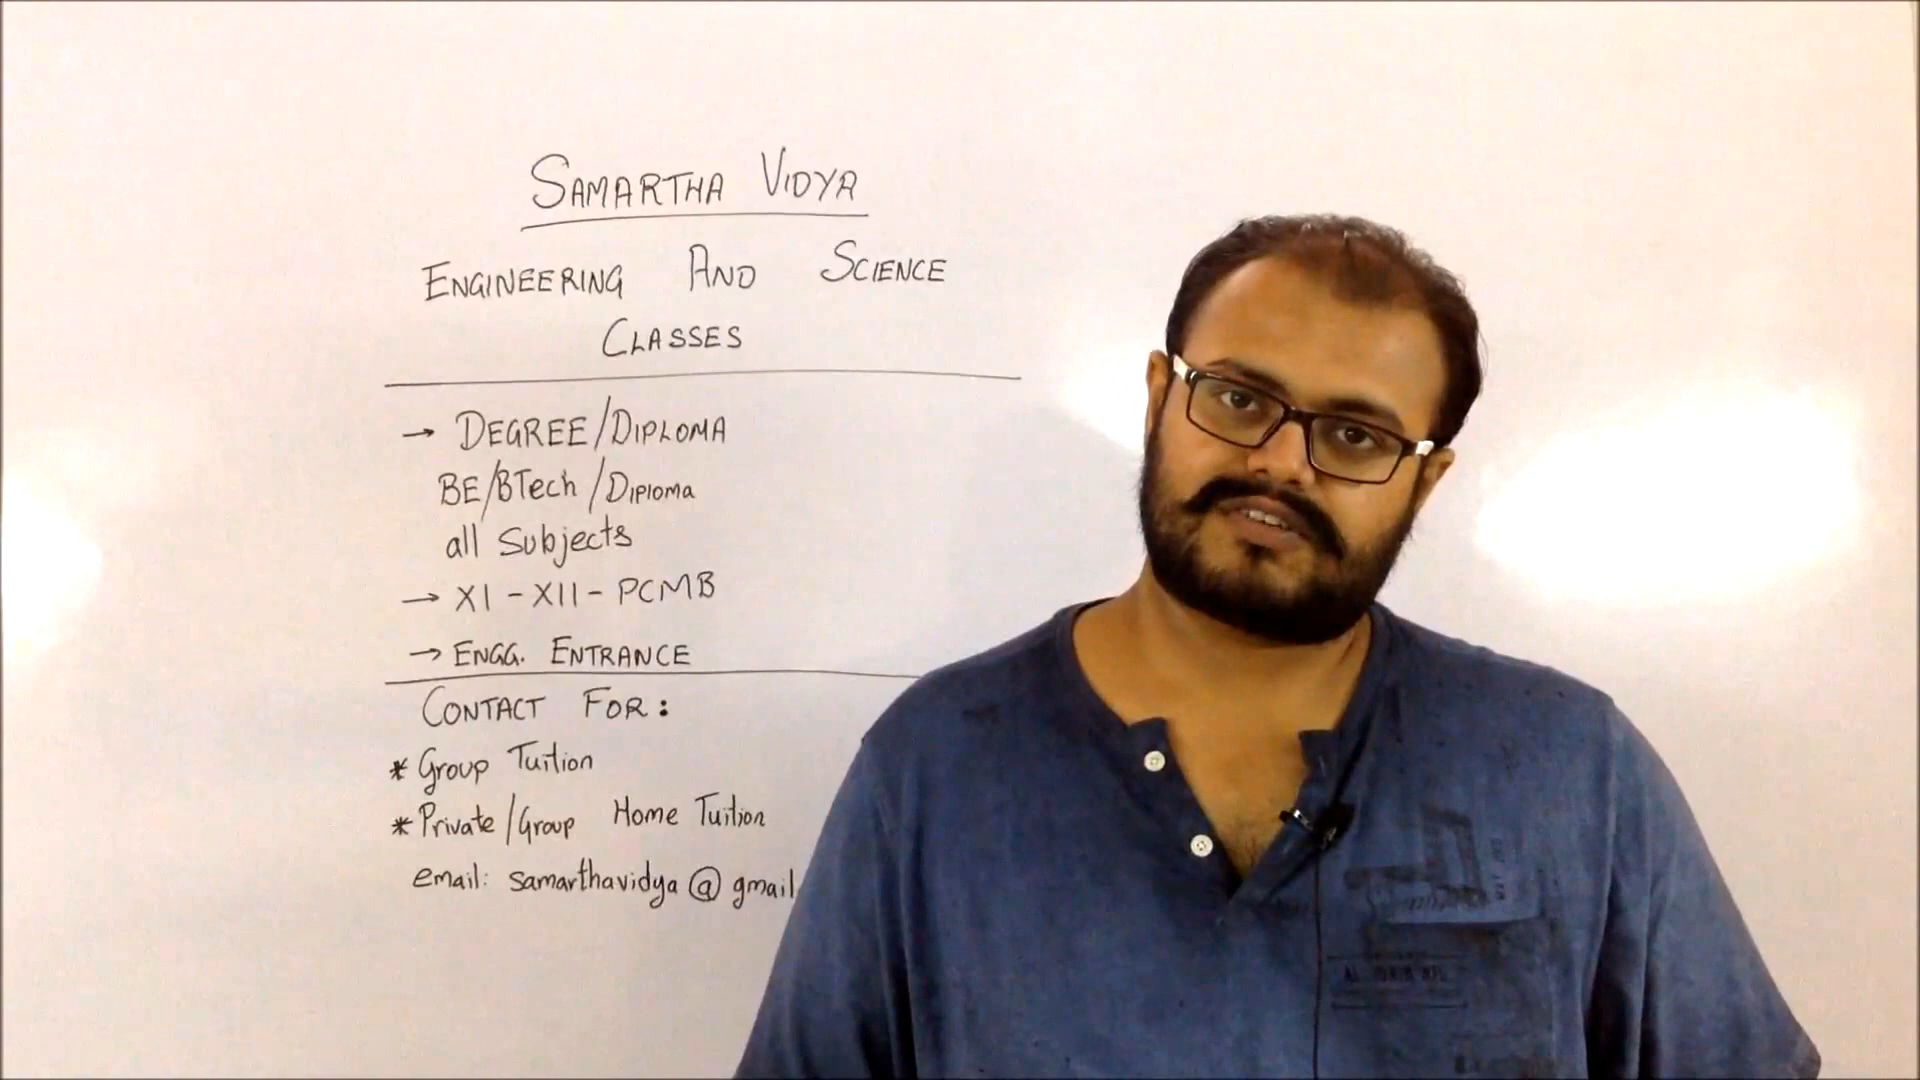 SAMARTHA VIDYA
ENGINEERING AND SCIENCE
CLASSES
→ DEGREE/DIPLOMA
BE/BTech/Diploma
all Subjects
→ XI - XII - PCMB
→ ENGG. ENTRANCE
CONTACT FOR:
* Group Tuition
* Private/Group Home Tuition
email: samarthavidya@gmail